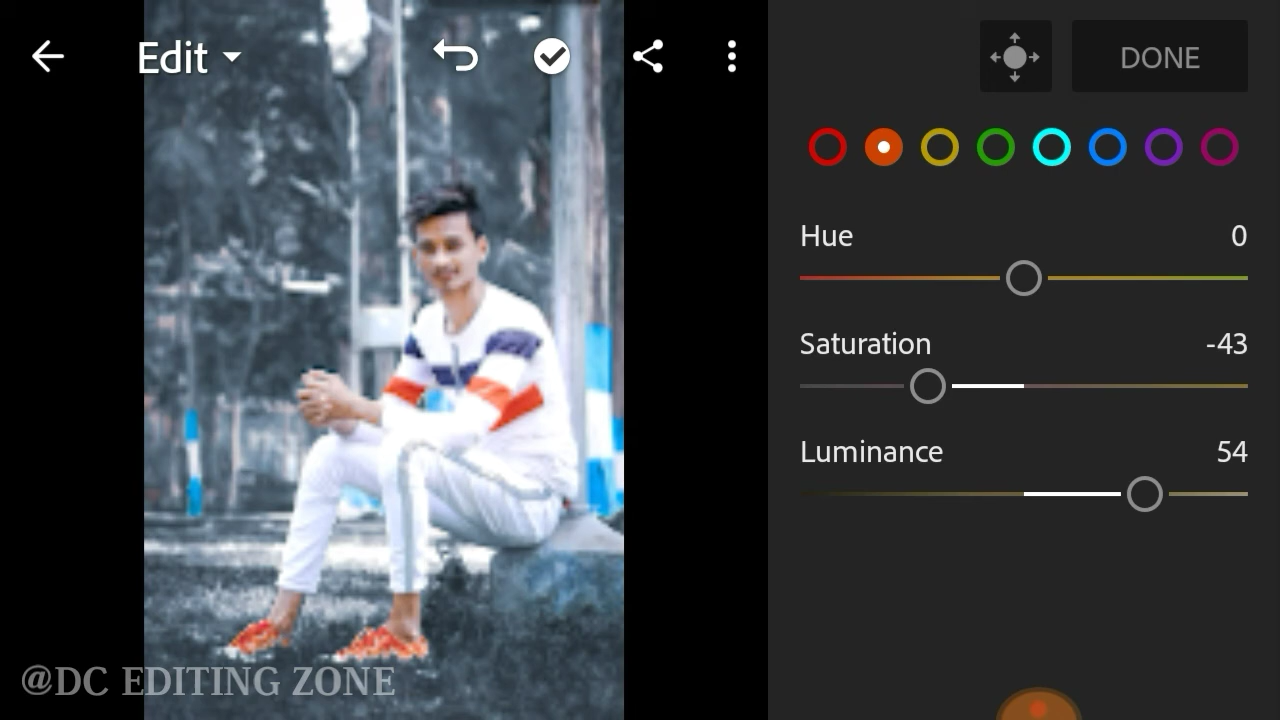 Edit
DONE
Hue 0
Saturation -43
Luminance 54
@DC EDITING ZONE